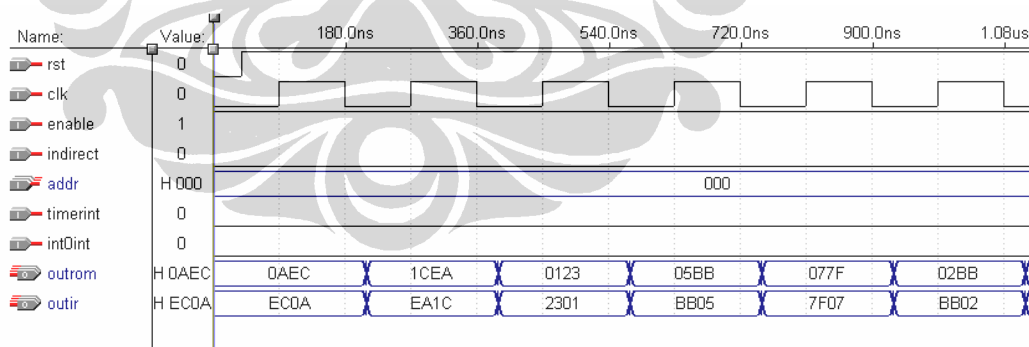 Name: Value: 180.0ns 360.0ns 540.0ns 720.0ns 900.0ns 1.08us
rst 0
clk 0
enable 1
indirect 0
addr H 000 000
timerint 0
int0int 0
outrom H 0AEC 0AEC 1CEA 0123 05BB 077F 02BB
outir H EC0A EC0A EA1C 2301 BB05 7F07 BB02